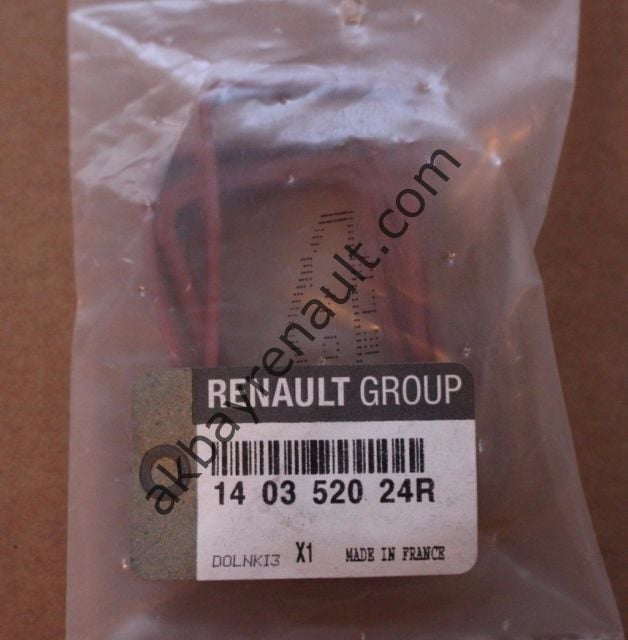 akbayrenault.com
RENAULT GROUP
14 03 520 24R
DOLNKI3 X1 MADE IN FRANCE